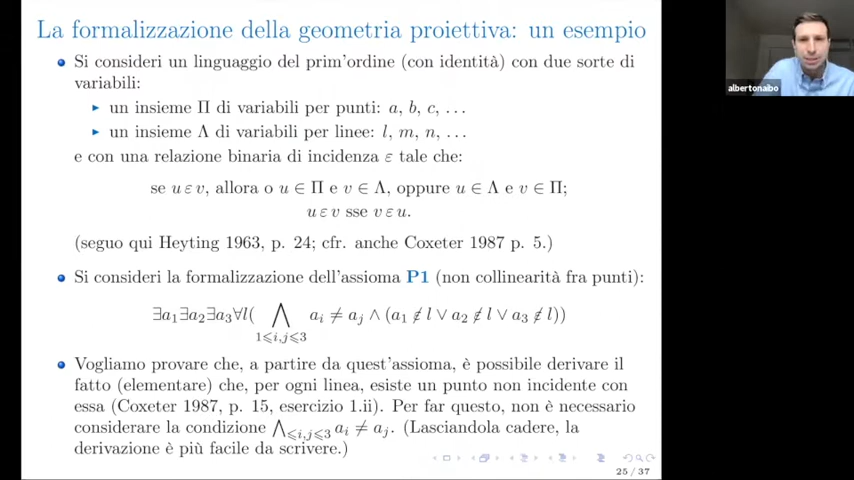 La formalizzazione della geometria proiettiva: un esempio
albertonaibo
• Si consideri un linguaggio del prim'ordine (con identità) con due sorte di
variabili:
▸ un insieme Π di variabili per punti: a, b, c, …
▸ un insieme Λ di variabili per linee: l, m, n, …
e con una relazione binaria di incidenza ε tale che:
se u ε v, allora o u ∈ Π e v ∈ Λ, oppure u ∈ Λ e v ∈ Π;
u ε v sse v ε u.
(seguo qui Heyting 1963, p. 24; cfr. anche Coxeter 1987 p. 5.)
• Si consideri la formalizzazione dell'assioma P1 (non collinearità fra punti):
∃a₁∃a₂∃a₃∀l( ⋀ aᵢ ≠ aⱼ ∧ (a₁ ε̸ l ∨ a₂ ε̸ l ∨ a₃ ε̸ l))
1⩽i,j⩽3
• Vogliamo provare che, a partire da quest'assioma, è possibile derivare il
fatto (elementare) che, per ogni linea, esiste un punto non incidente con
essa (Coxeter 1987, p. 15, esercizio 1.ii). Per far questo, non è necessario
considerare la condizione ⋀⩽i,j⩽3 aᵢ ≠ aⱼ. (Lasciandola cadere, la
derivazione è più facile da scrivere.)
25 / 37